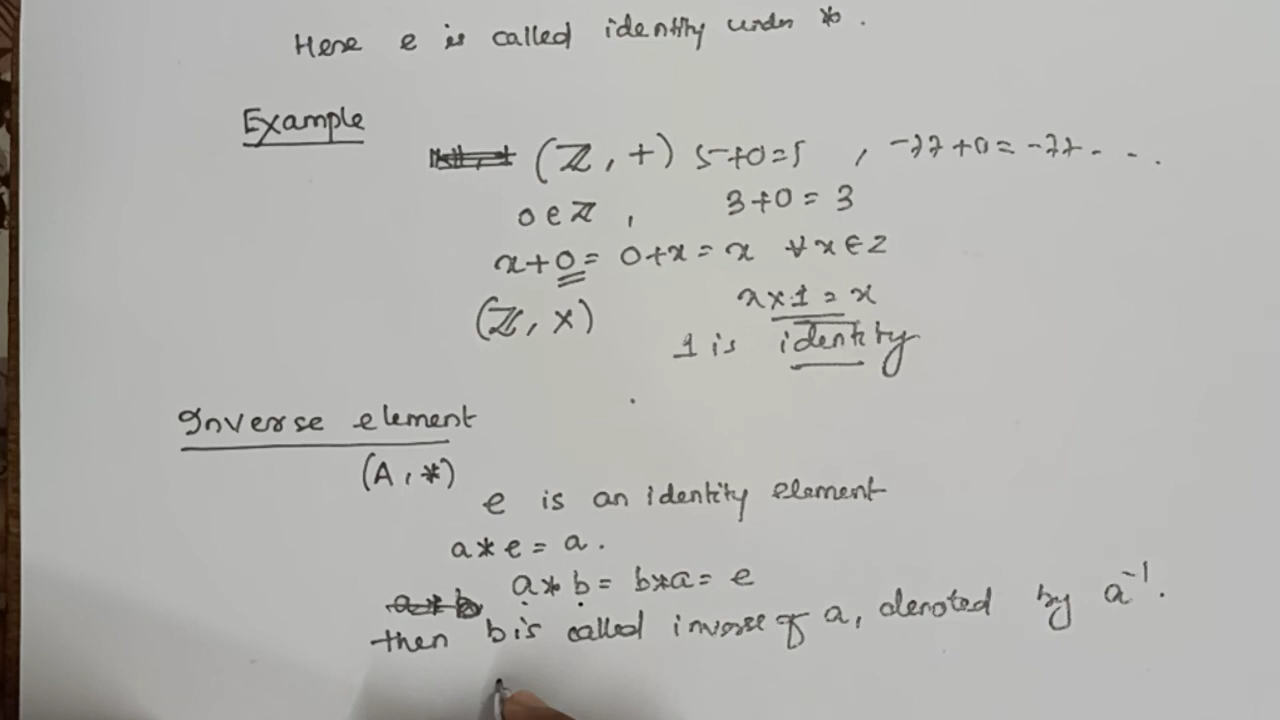 Here e is called identity under *.
Example
(ℤ, +) 5+0=5, -77+0=-77- - .
0 ∈ ℤ, 3+0=3
x+0= 0+x= x ∀x∈Z
(ℤ, ×) x×1=x
1 is identity
Inverse element
(A, *)
e is an identity element
a*e= a.
a*b= b*a= e
a*b
then b is called inverse of a, denoted by a⁻¹.